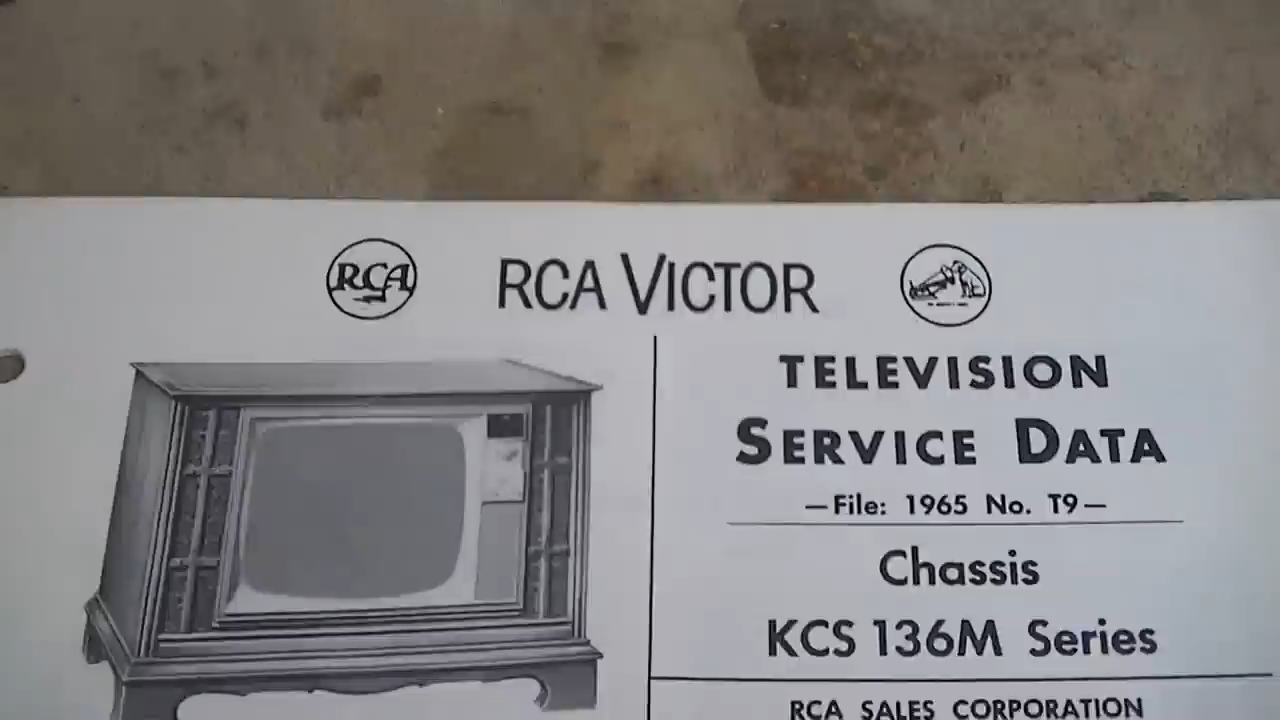 RCA
RCA VICTOR
TELEVISION
SERVICE DATA
—File: 1965 No. T9—
Chassis
KCS 136M Series
RCA SALES CORPORATION